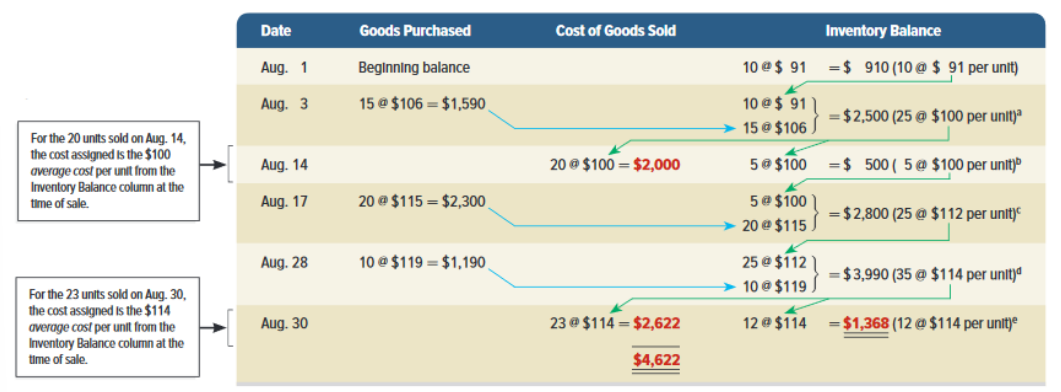 Date Goods Purchased Cost of Goods Sold Inventory Balance
Aug. 1 Beginning balance 10 @ $ 91 = $ 910 (10 @ $ 91 per unit)
Aug. 3 15 @ $106 = $1,590 10 @ $ 91
15 @ $106
= $2,500 (25 @ $100 per unit)ᵃ
For the 20 units sold on Aug. 14,
the cost assigned is the $100
average cost per unit from the
Inventory Balance column at the
time of sale.
Aug. 14 20 @ $100 = $2,000 5 @ $100 = $ 500 ( 5 @ $100 per unit)ᵇ
Aug. 17 20 @ $115 = $2,300 5 @ $100
20 @ $115
= $2,800 (25 @ $112 per unit)ᶜ
Aug. 28 10 @ $119 = $1,190 25 @ $112
10 @ $119
= $3,990 (35 @ $114 per unit)ᵈ
For the 23 units sold on Aug. 30,
the cost assigned is the $114
average cost per unit from the
Inventory Balance column at the
time of sale.
Aug. 30 23 @ $114 = $2,622 12 @ $114 = $1,368 (12 @ $114 per unit)ᵉ
$4,622